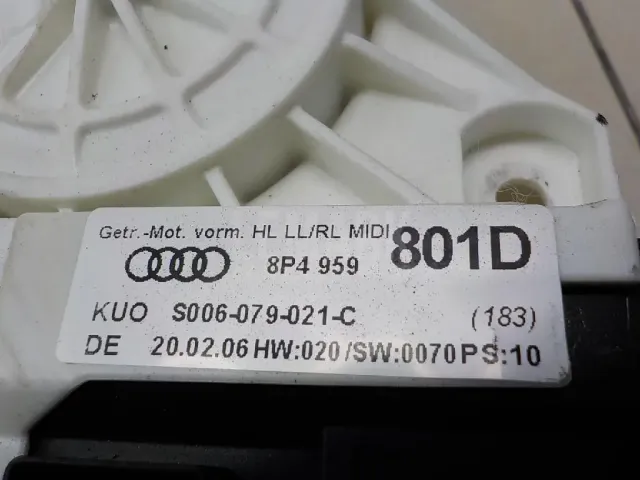 Getr.-Mot. vorm. HL LL/RL MIDI
8P4 959 801D
KUO S006-079-021-C (183)
DE 20.02.06 HW:020/SW:0070 PS:10